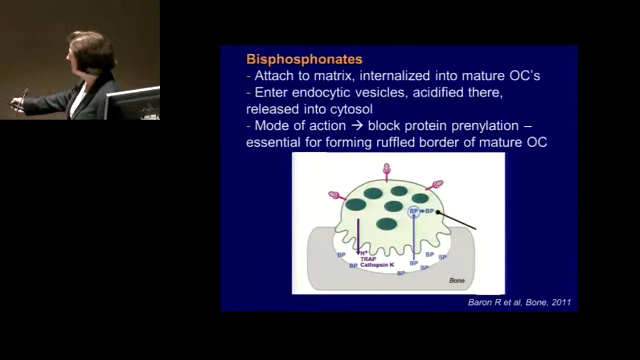 Bisphosphonates
- Attach to matrix, internalized into mature OC's
- Enter endocytic vesicles, acidified there,
released into cytosol
- Mode of action → block protein prenylation –
essential for forming ruffled border of mature OC
BP BP
BP H+
TRAP
BP Cathepsin K
BP BP BP
BP BP
Bone
Baron R et al, Bone, 2011